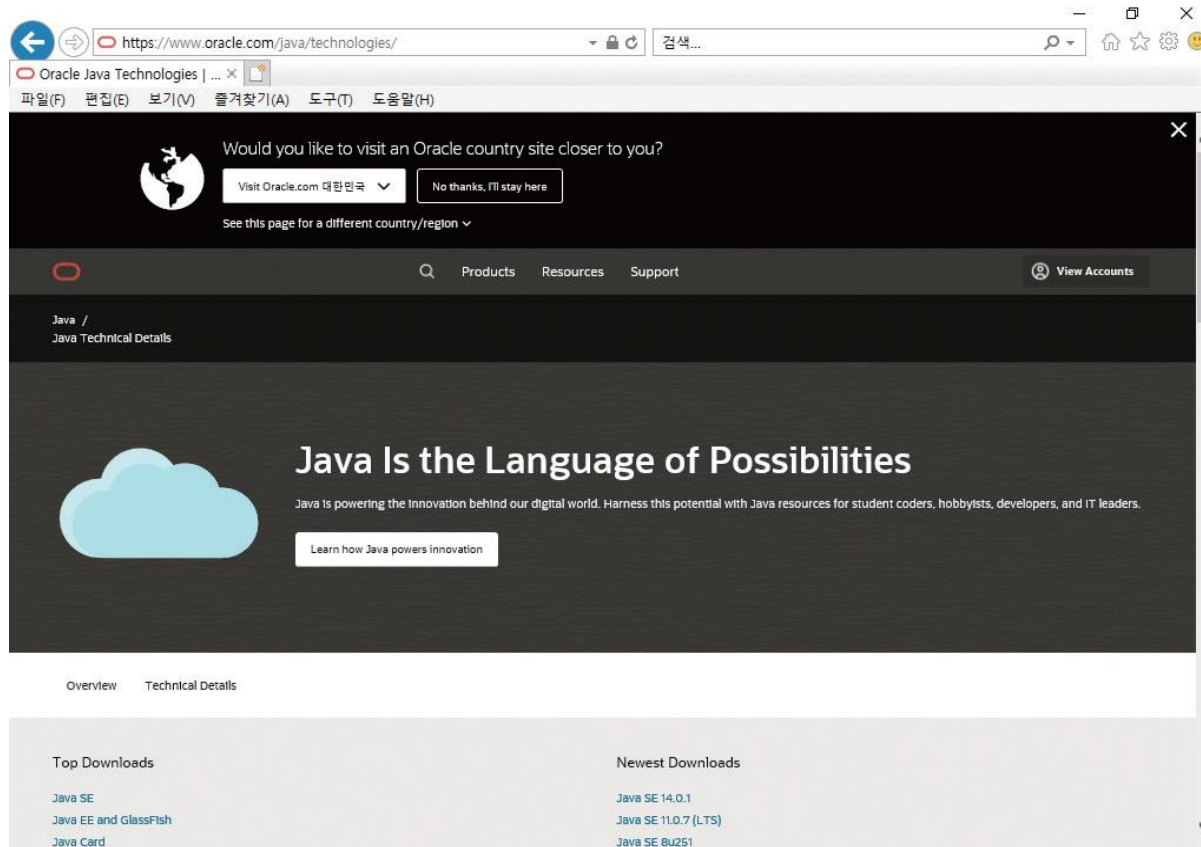 https://www.oracle.com/java/technologies/
검색...
Oracle Java Technologies | ...
파일(F) 편집(E) 보기(V) 즐겨찾기(A) 도구(T) 도움말(H)
Would you like to visit an Oracle country site closer to you?
Visit Oracle.com 대한민국
No thanks, I'll stay here
See this page for a different country/region
Products Resources Support
View Accounts
Java /
Java Technical Details
Java Is the Language of Possibilities
Java is powering the innovation behind our digital world. Harness this potential with Java resources for student coders, hobbyists, developers, and IT leaders.
Learn how Java powers innovation
Overview Technical Details
Top Downloads
Java SE
Java EE and GlassFish
Java Card
Newest Downloads
Java SE 14.0.1
Java SE 11.0.7 (LTS)
Java SE 8u251